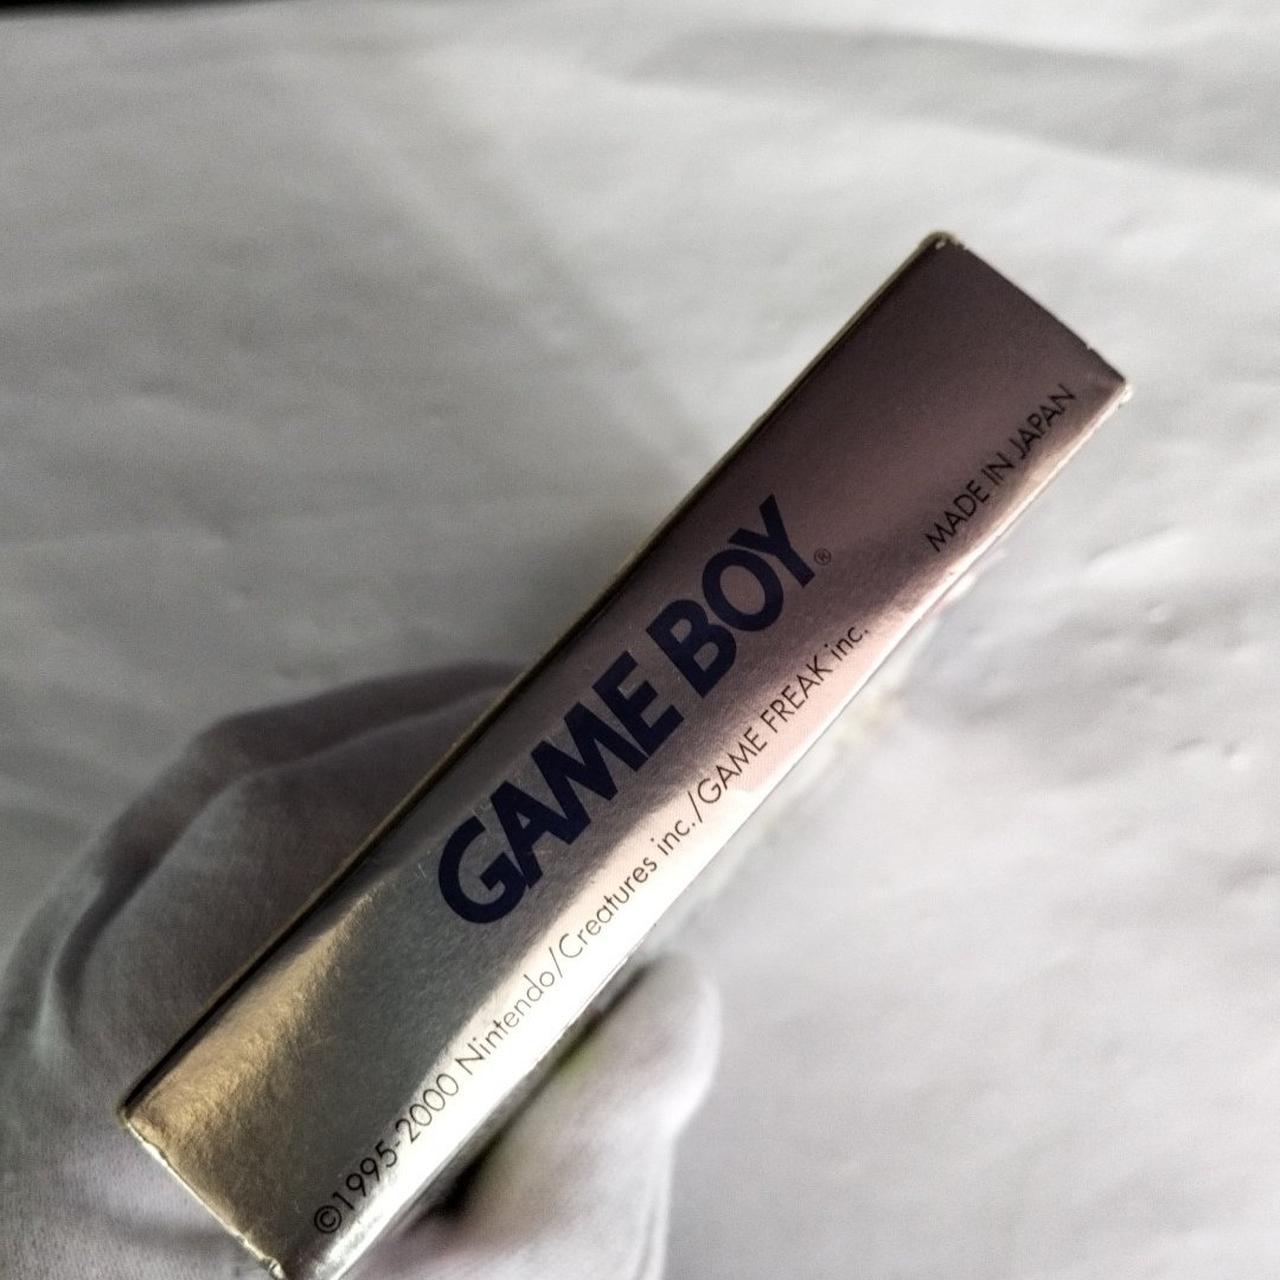 GAME BOY®
MADE IN JAPAN
©1995-2000 Nintendo/Creatures inc./GAME FREAK inc.